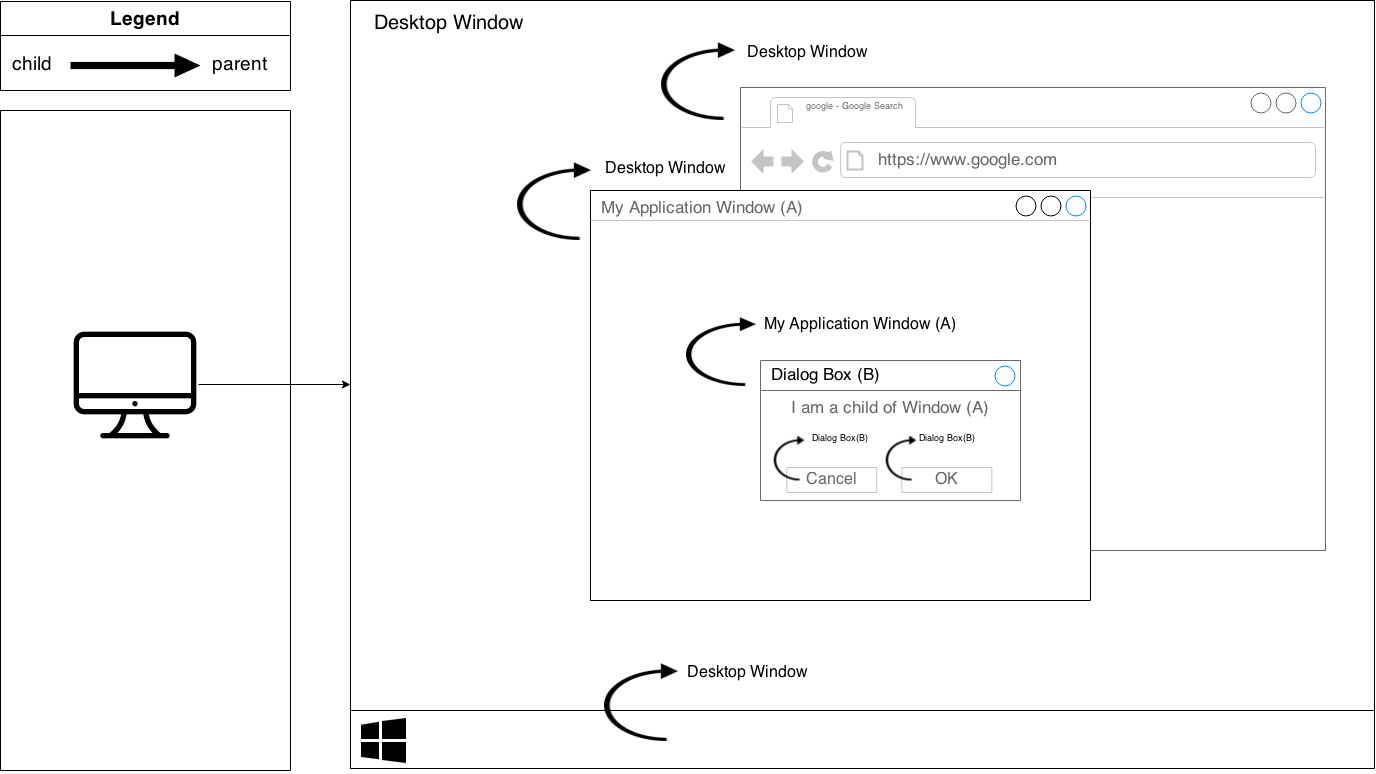 Legend
child parent
Desktop Window
Desktop Window
google - Google Search
https://www.google.com
Desktop Window
My Application Window (A)
My Application Window (A)
Dialog Box (B)
I am a child of Window (A)
Dialog Box(B) Dialog Box(B)
Cancel OK
Desktop Window